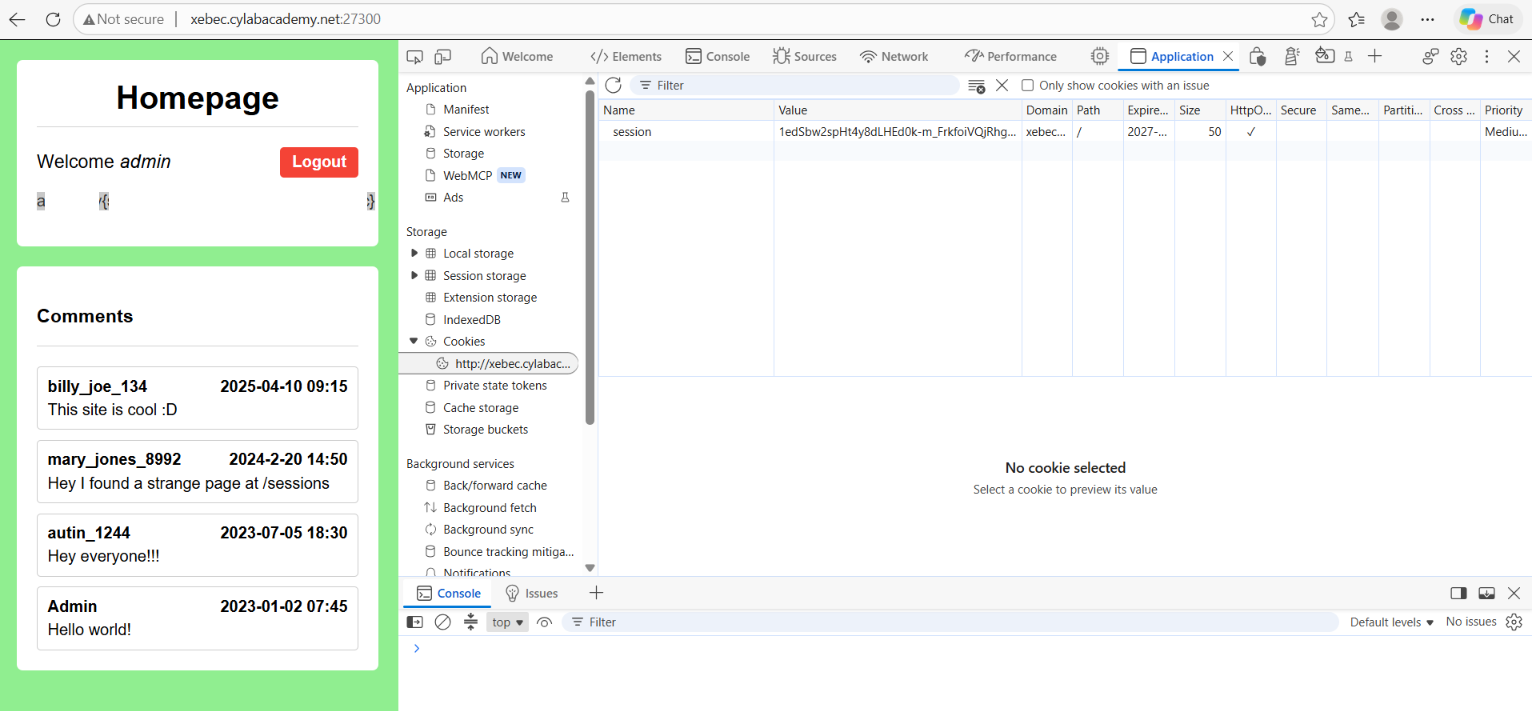 Not secure xebec.cylabacademy.net:27300 Chat
Homepage
Welcome admin
Logout
Comments
billy_joe_134 2025-04-10 09:15
This site is cool :D
mary_jones_8992 2024-2-20 14:50
Hey I found a strange page at /sessions
autin_1244 2023-07-05 18:30
Hey everyone!!!
Admin 2023-01-02 07:45
Hello world!
Welcome Elements Console Sources Network Performance Application
Application
Manifest
Service workers
Storage
WebMCP NEW
Ads
Storage
Local storage
Session storage
Extension storage
IndexedDB
Cookies
http://xebec.cylabac...
Private state tokens
Cache storage
Storage buckets
Background services
Back/forward cache
Background fetch
Background sync
Bounce tracking mitiga...
Notifications
Filter Only show cookies with an issue
Name Value Domain Path Expire... Size HttpO... Secure Same... Partiti... Cross ... Priority
session 1edSbw2spHt4y8dLHEd0k-m_FrkfoiVQjRhg... xebec... / 2027-... 50 ✓ Mediu...
No cookie selected
Select a cookie to preview its value
Console Issues
top Filter Default levels No issues